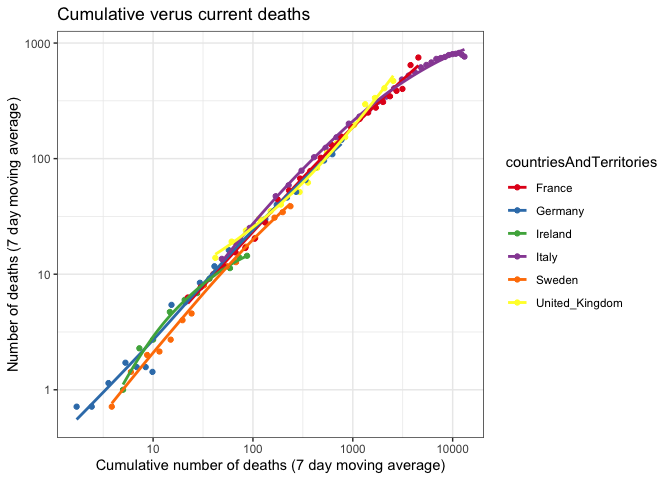 Cumulative verus current deaths
Number of deaths (7 day moving average)
1000
100
10
1
10
100
1000
10000
Cumulative number of deaths (7 day moving average)
countriesAndTerritories
France
Germany
Ireland
Italy
Sweden
United_Kingdom